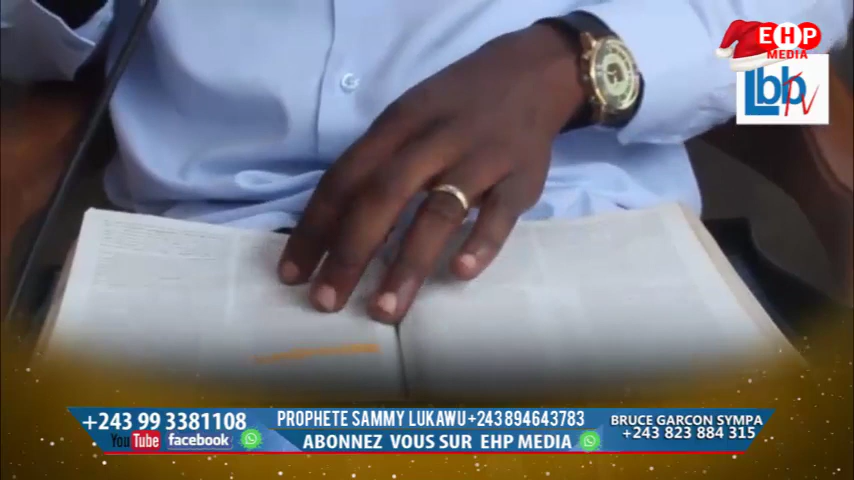 EHP
MEDIA
Lbb TV
+243 99 3381108
YouTube facebook
PROPHETE SAMMY LUKAWU+243894643783
ABONNEZ VOUS SUR EHP MEDIA
BRUCE GARCON SYMPA
+243 823 884 315